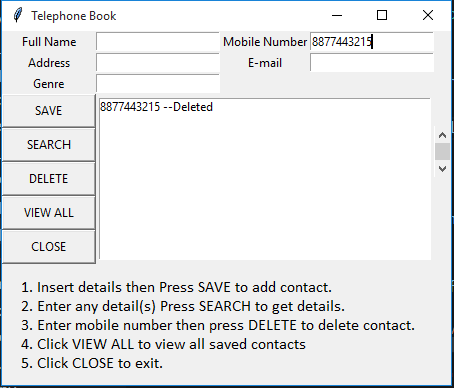 Telephone Book
Full Name Mobile Number 8877443215
Address E-mail
Genre
SAVE
8877443215 --Deleted
SEARCH
DELETE
VIEW ALL
CLOSE
1. Insert details then Press SAVE to add contact.
2. Enter any detail(s) Press SEARCH to get details.
3. Enter mobile number then press DELETE to delete contact.
4. Click VIEW ALL to view all saved contacts
5. Click CLOSE to exit.